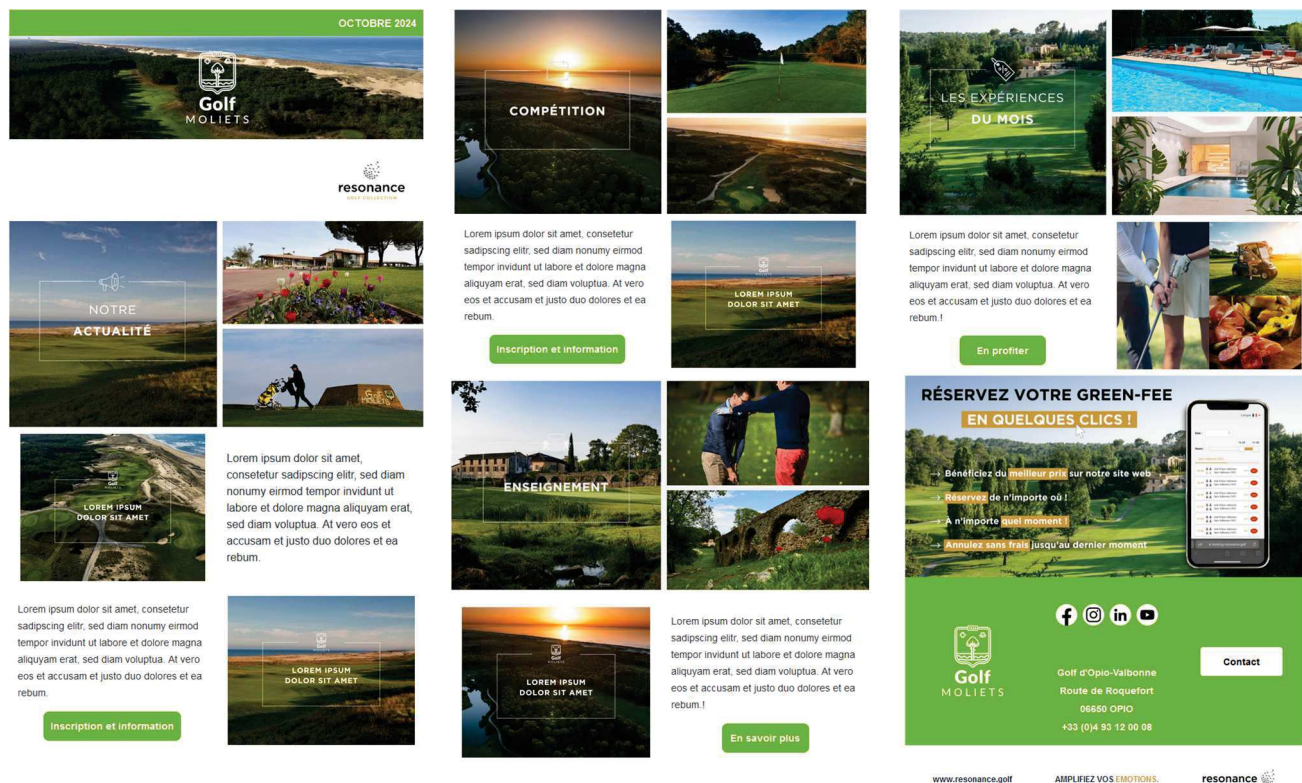 OCTOBRE 2024
Golf
MOLIETS
resonance
GOLF COLLECTION
NOTRE
ACTUALITÉ
GOLF
MOLIETS
Golf
MOLIETS
LOREM IPSUM
DOLOR SIT AMET
Lorem ipsum dolor sit amet,
consetetur sadipscing elitr, sed diam
nonumy eirmod tempor invidunt ut
labore et dolore magna aliquyam erat,
sed diam voluptua. At vero eos et
accusam et justo duo dolores et ea
rebum.
Lorem ipsum dolor sit amet, consetetur
sadipscing elitr, sed diam nonumy eirmod
tempor invidunt ut labore et dolore magna
aliquyam erat, sed diam voluptua. At vero
eos et accusam et justo duo dolores et ea
rebum.
Inscription et information
Golf
MOLIETS
LOREM IPSUM
DOLOR SIT AMET
COMPÉTITION
Lorem ipsum dolor sit amet, consetetur
sadipscing elitr, sed diam nonumy eirmod
tempor invidunt ut labore et dolore magna
aliquyam erat, sed diam voluptua. At vero
eos et accusam et justo duo dolores et ea
rebum.
Inscription et information
Golf
MOLIETS
LOREM IPSUM
DOLOR SIT AMET
ENSEIGNEMENT
Golf
MOLIETS
LOREM IPSUM
DOLOR SIT AMET
Lorem ipsum dolor sit amet, consetetur
sadipscing elitr, sed diam nonumy eirmod
tempor invidunt ut labore et dolore magna
aliquyam erat, sed diam voluptua. At vero
eos et accusam et justo duo dolores et ea
rebum.!
En savoir plus
LES EXPÉRIENCES
DU MOIS
Lorem ipsum dolor sit amet, consetetur
sadipscing elitr, sed diam nonumy eirmod
tempor invidunt ut labore et dolore magna
aliquyam erat, sed diam voluptua. At vero
eos et accusam et justo duo dolores et ea
rebum.!
En profiter
RÉSERVEZ VOTRE GREEN-FEE
EN QUELQUES CLICS !
→ Bénéficiez du meilleur prix sur notre site web
→ Réservez de n'importe où !
→ À n'importe quel moment !
→ Annulez sans frais jusqu'au dernier moment
Golf
MOLIETS
Golf d'Opio-Valbonne
Route de Roquefort
06650 OPIO
+33 (0)4 93 12 00 08
Contact
www.resonance.golf
AMPLIFIEZ VOS EMOTIONS.
resonance